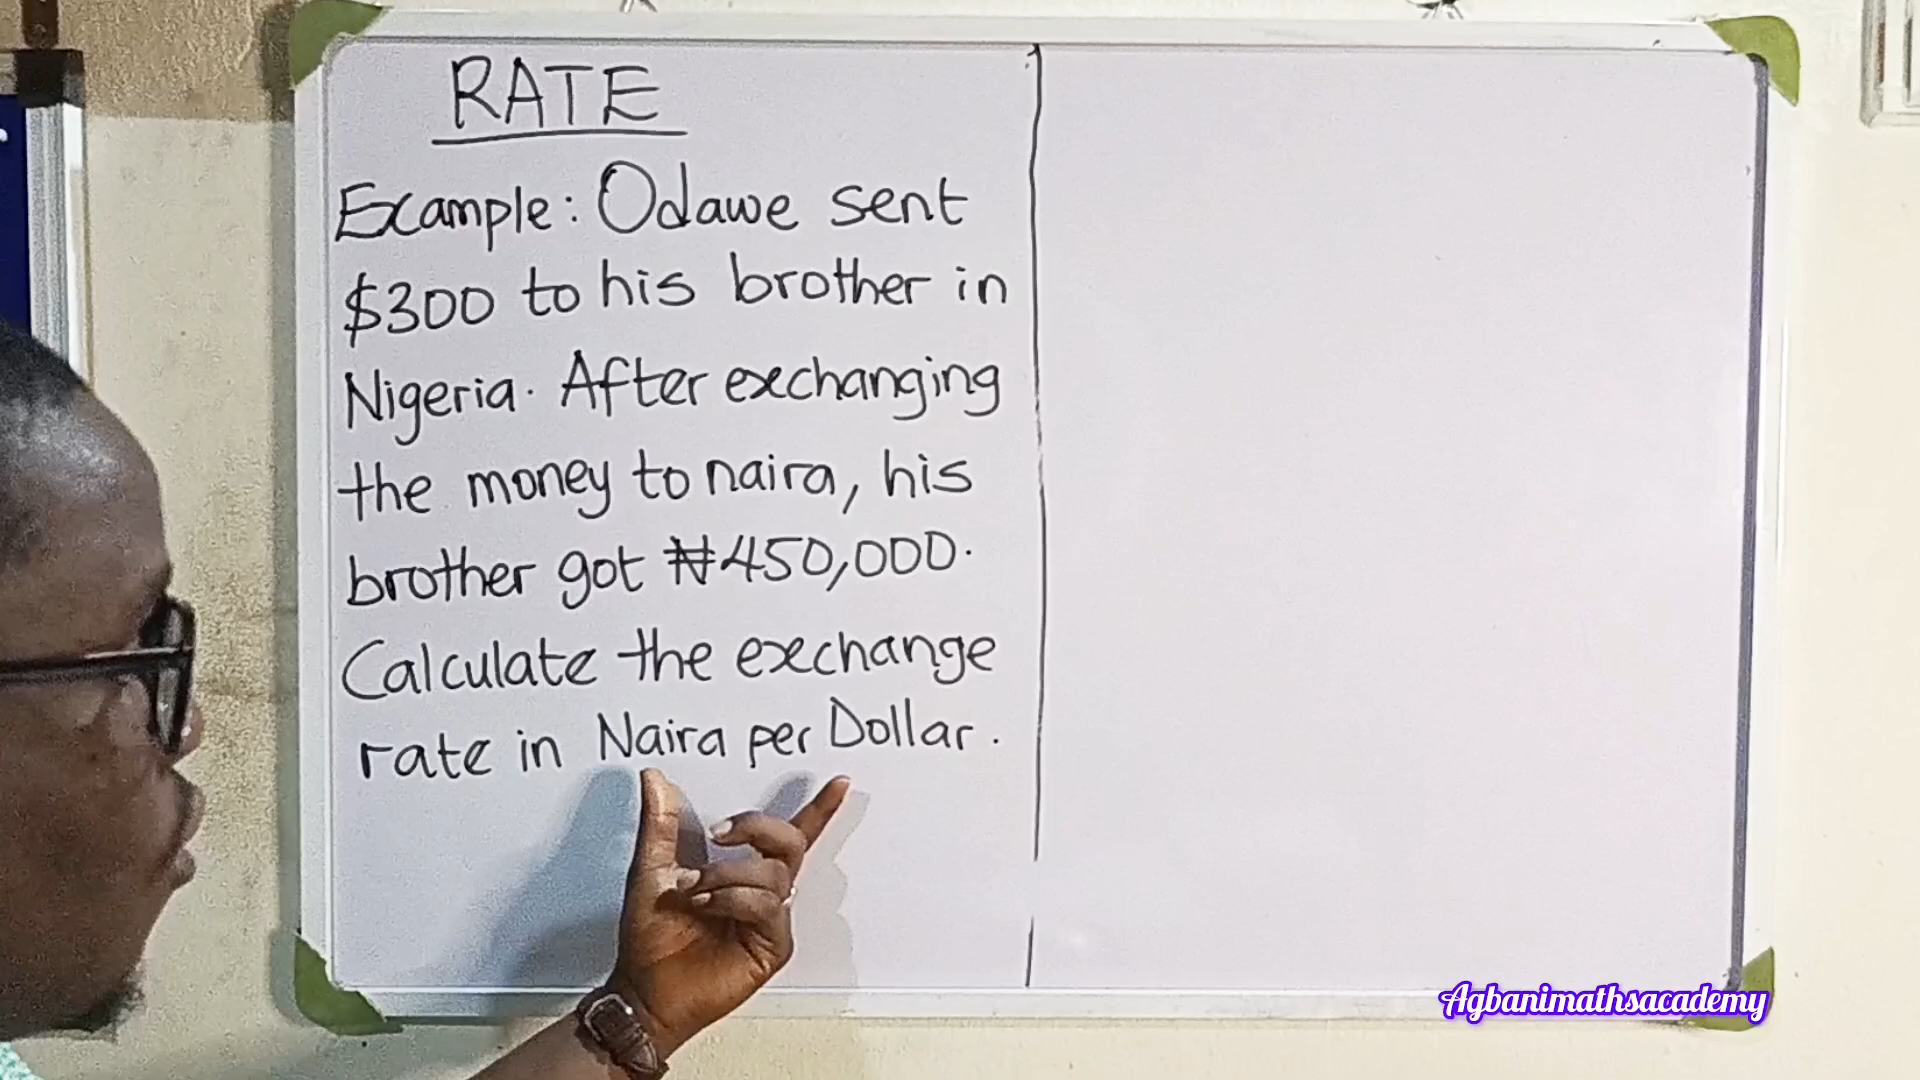 RATE
Example: Odawe sent
$300 to his brother in
Nigeria. After exchanging
the money to naira, his
brother got ₦450,000.
Calculate the exchange
rate in Naira per Dollar.
Agbanimathsacademy